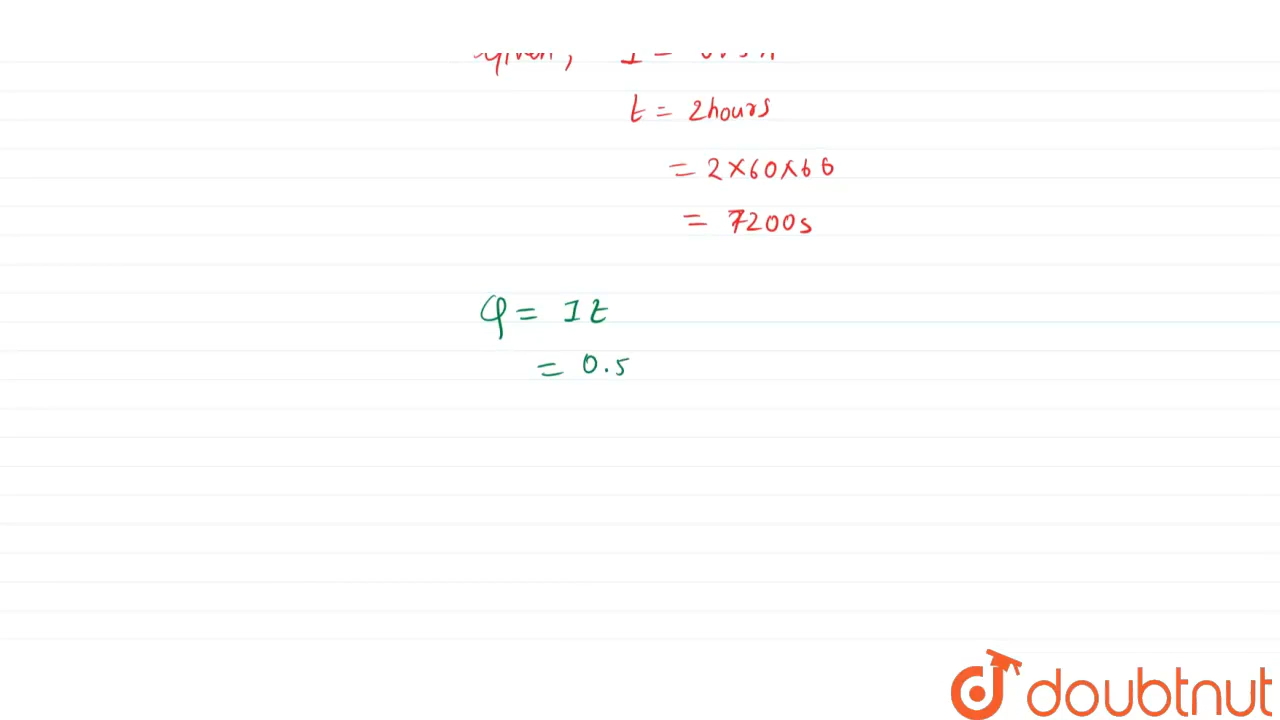 t = 2hours
= 2×60×60
= 7200s
Q = It
= 0.5
doubtnut